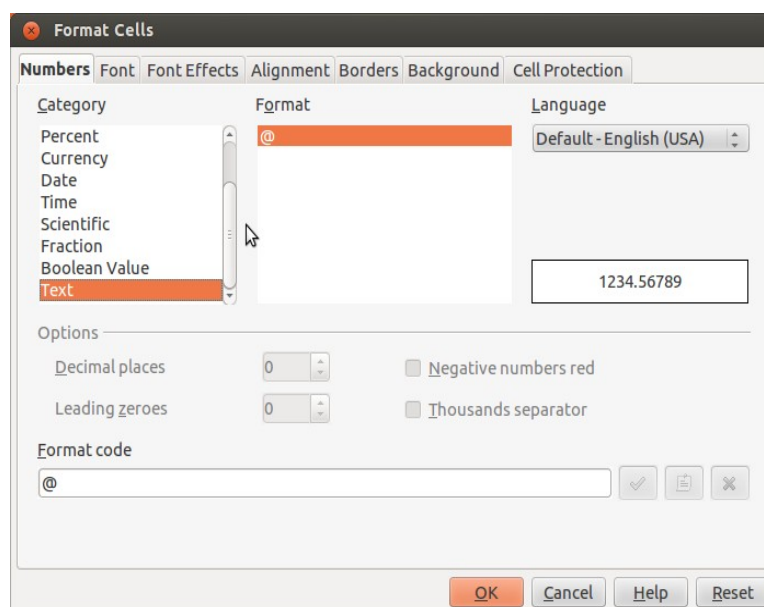 Format Cells
Numbers Font Font Effects Alignment Borders Background Cell Protection
Category Format Language
Percent @ Default - English (USA)
Currency
Date
Time
Scientific
Fraction
Boolean Value
Text 1234.56789
Options
Decimal places 0 Negative numbers red
Leading zeroes 0 Thousands separator
Format code
@
OK Cancel Help Reset